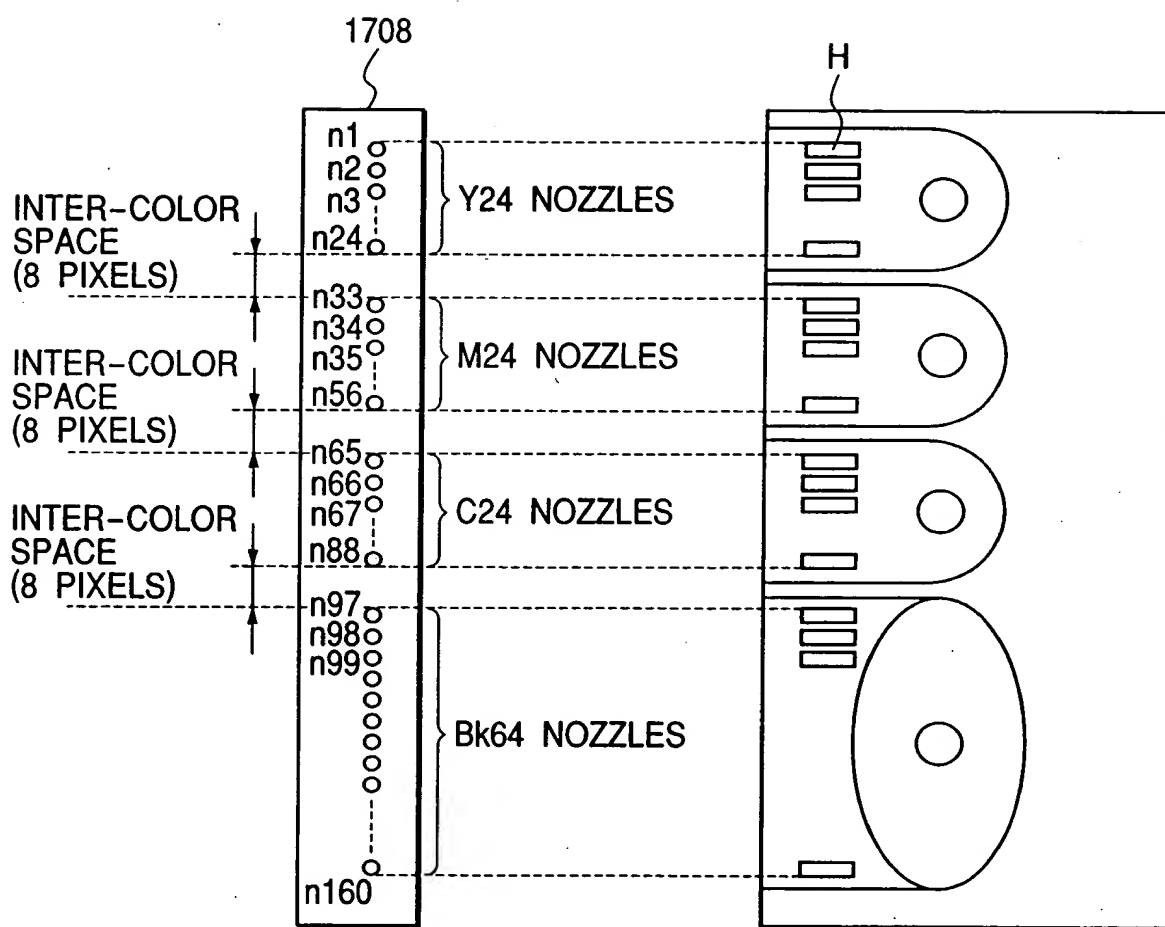 1708
H
n1
n2
n3
n24
Y24 NOZZLES
INTER-COLOR
SPACE
(8 PIXELS)
n33
n34
n35
n56
M24 NOZZLES
INTER-COLOR
SPACE
(8 PIXELS)
n65
n66
n67
n88
C24 NOZZLES
INTER-COLOR
SPACE
(8 PIXELS)
n97
n98
n99
Bk64 NOZZLES
n160